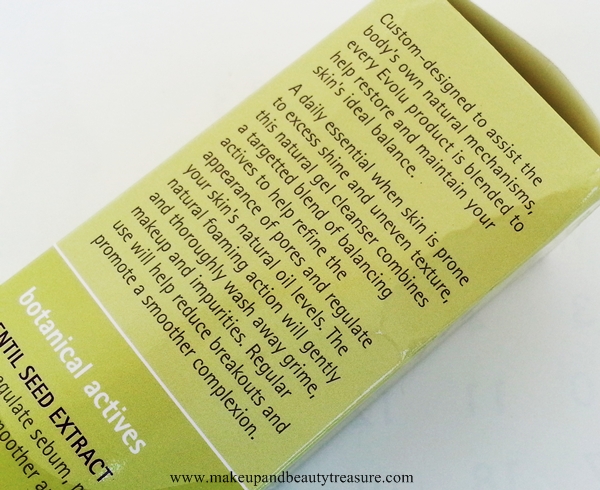 Custom-designed to assist the
body's own natural mechanisms,
every Evolu product is blended to
help restore and maintain your
skin's ideal balance.
A daily essential when skin is prone
to excess shine and uneven texture,
this natural gel cleanser combines
a targetted blend of balancing
actives to help refine the
appearance of pores and regulate
your skin's natural oil levels. The
natural foaming action will gently
and thoroughly wash away grime,
makeup and impurities. Regular
use will help reduce breakouts and
promote a smoother complexion.
botanical actives
SEED EXTRACT
sebum,
www.makeupandbeautytreasure.com